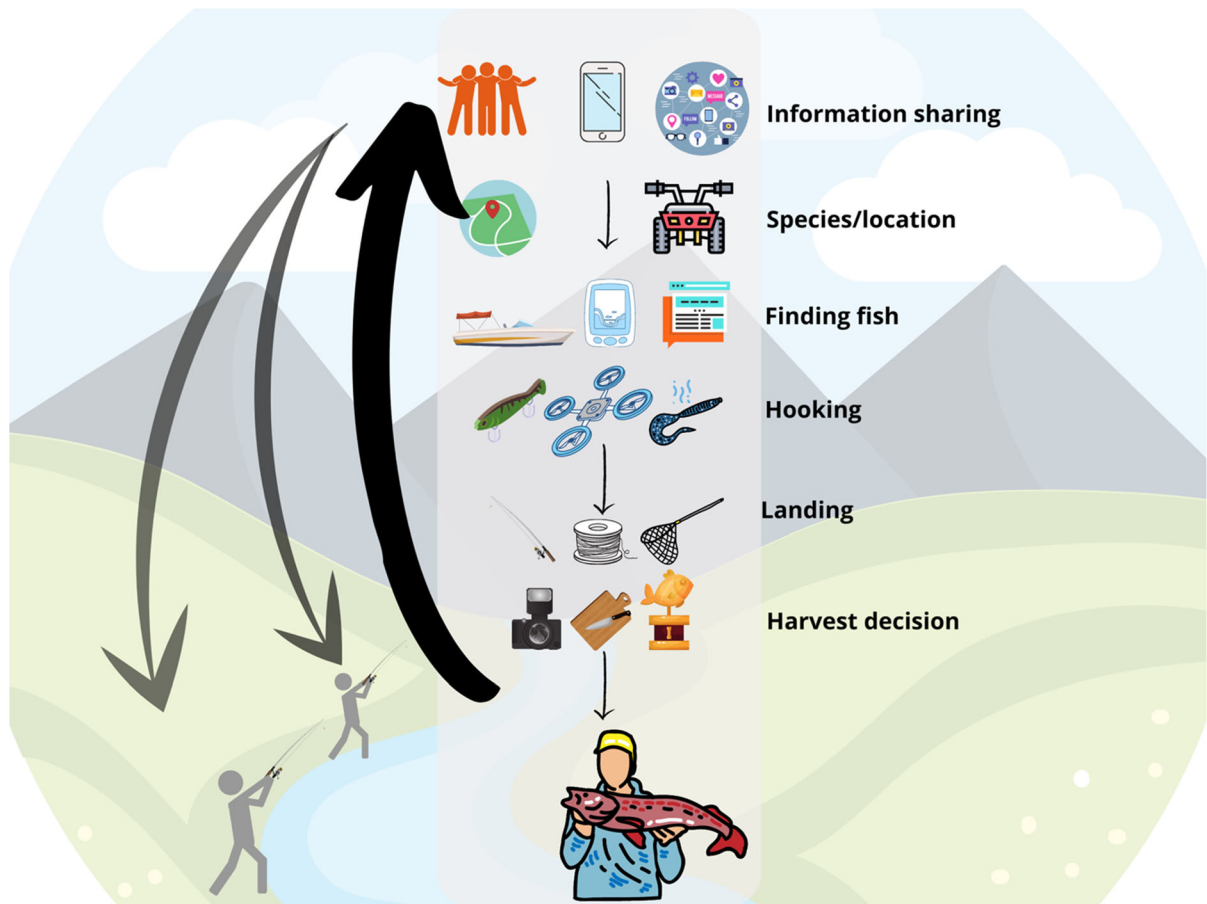 Information sharing
Species/location
Finding fish
Hooking
Landing
Harvest decision